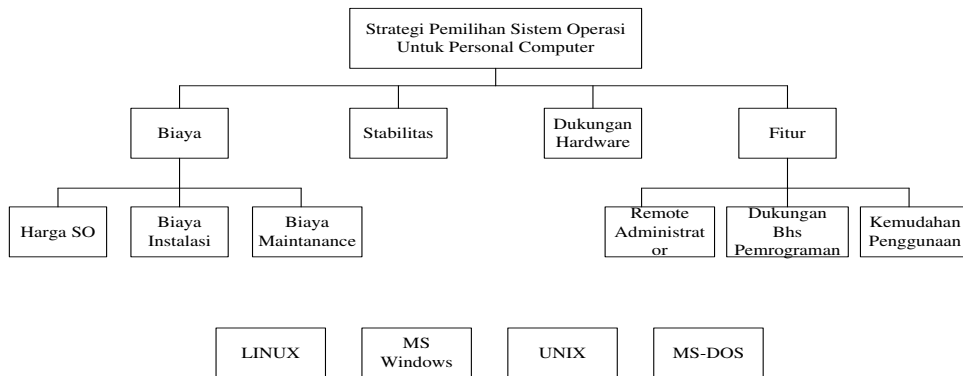 Strategi Pemilihan Sistem Operasi
Untuk Personal Computer
Biaya
Stabilitas
Dukungan
Hardware
Fitur
Harga SO
Biaya
Instalasi
Biaya
Maintanance
Remote
Administrat
or
Dukungan
Bhs
Pemrograman
Kemudahan
Penggunaan
LINUX
MS
Windows
UNIX
MS-DOS